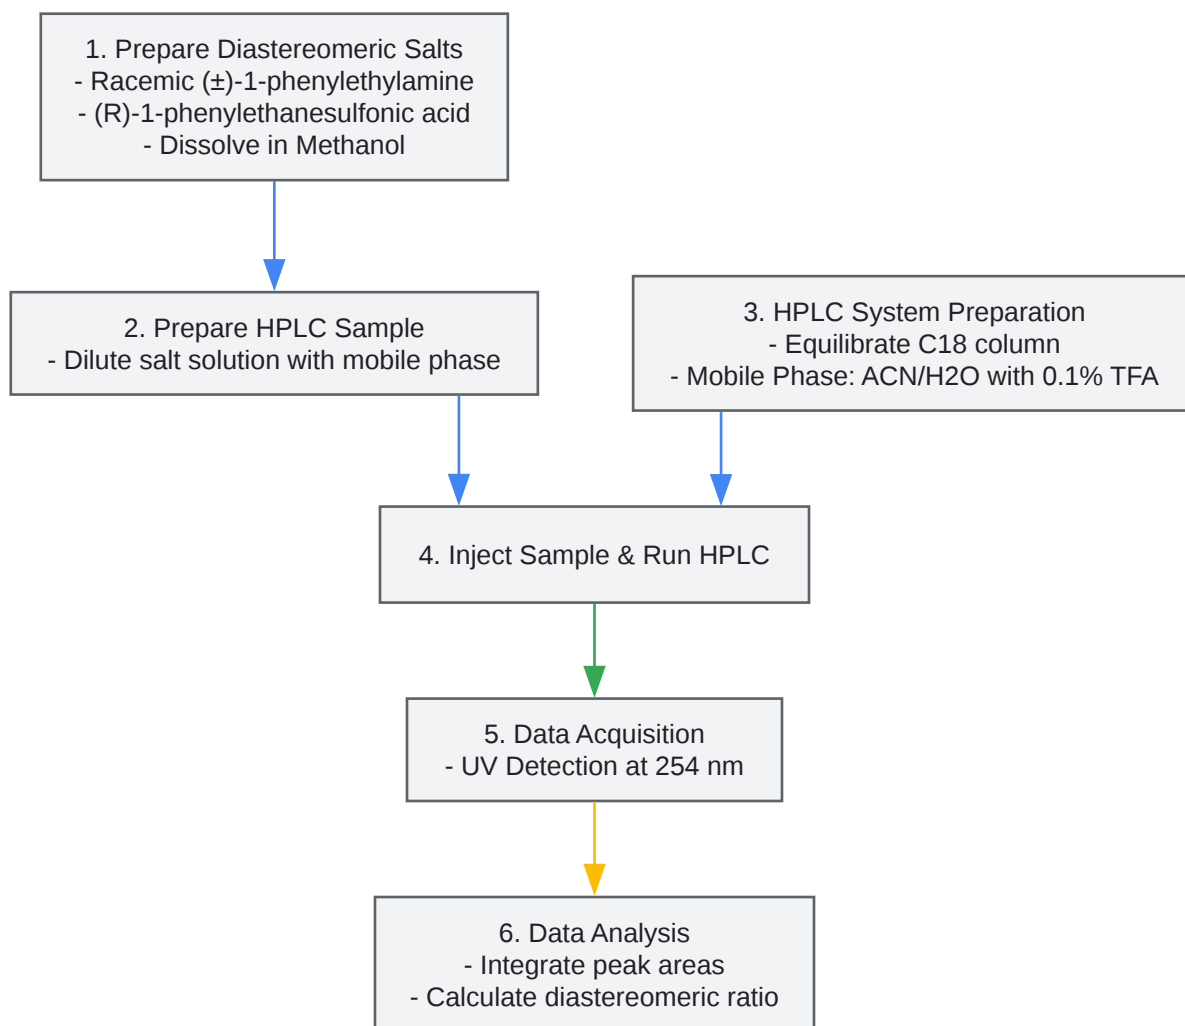 1. Prepare Diastereomeric Salts
- Racemic (±)-1-phenylethylamine
- (R)-1-phenylethanesulfonic acid
- Dissolve in Methanol
2. Prepare HPLC Sample
- Dilute salt solution with mobile phase
3. HPLC System Preparation
- Equilibrate C18 column
- Mobile Phase: ACN/H2O with 0.1% TFA
4. Inject Sample & Run HPLC
5. Data Acquisition
- UV Detection at 254 nm
6. Data Analysis
- Integrate peak areas
- Calculate diastereomeric ratio